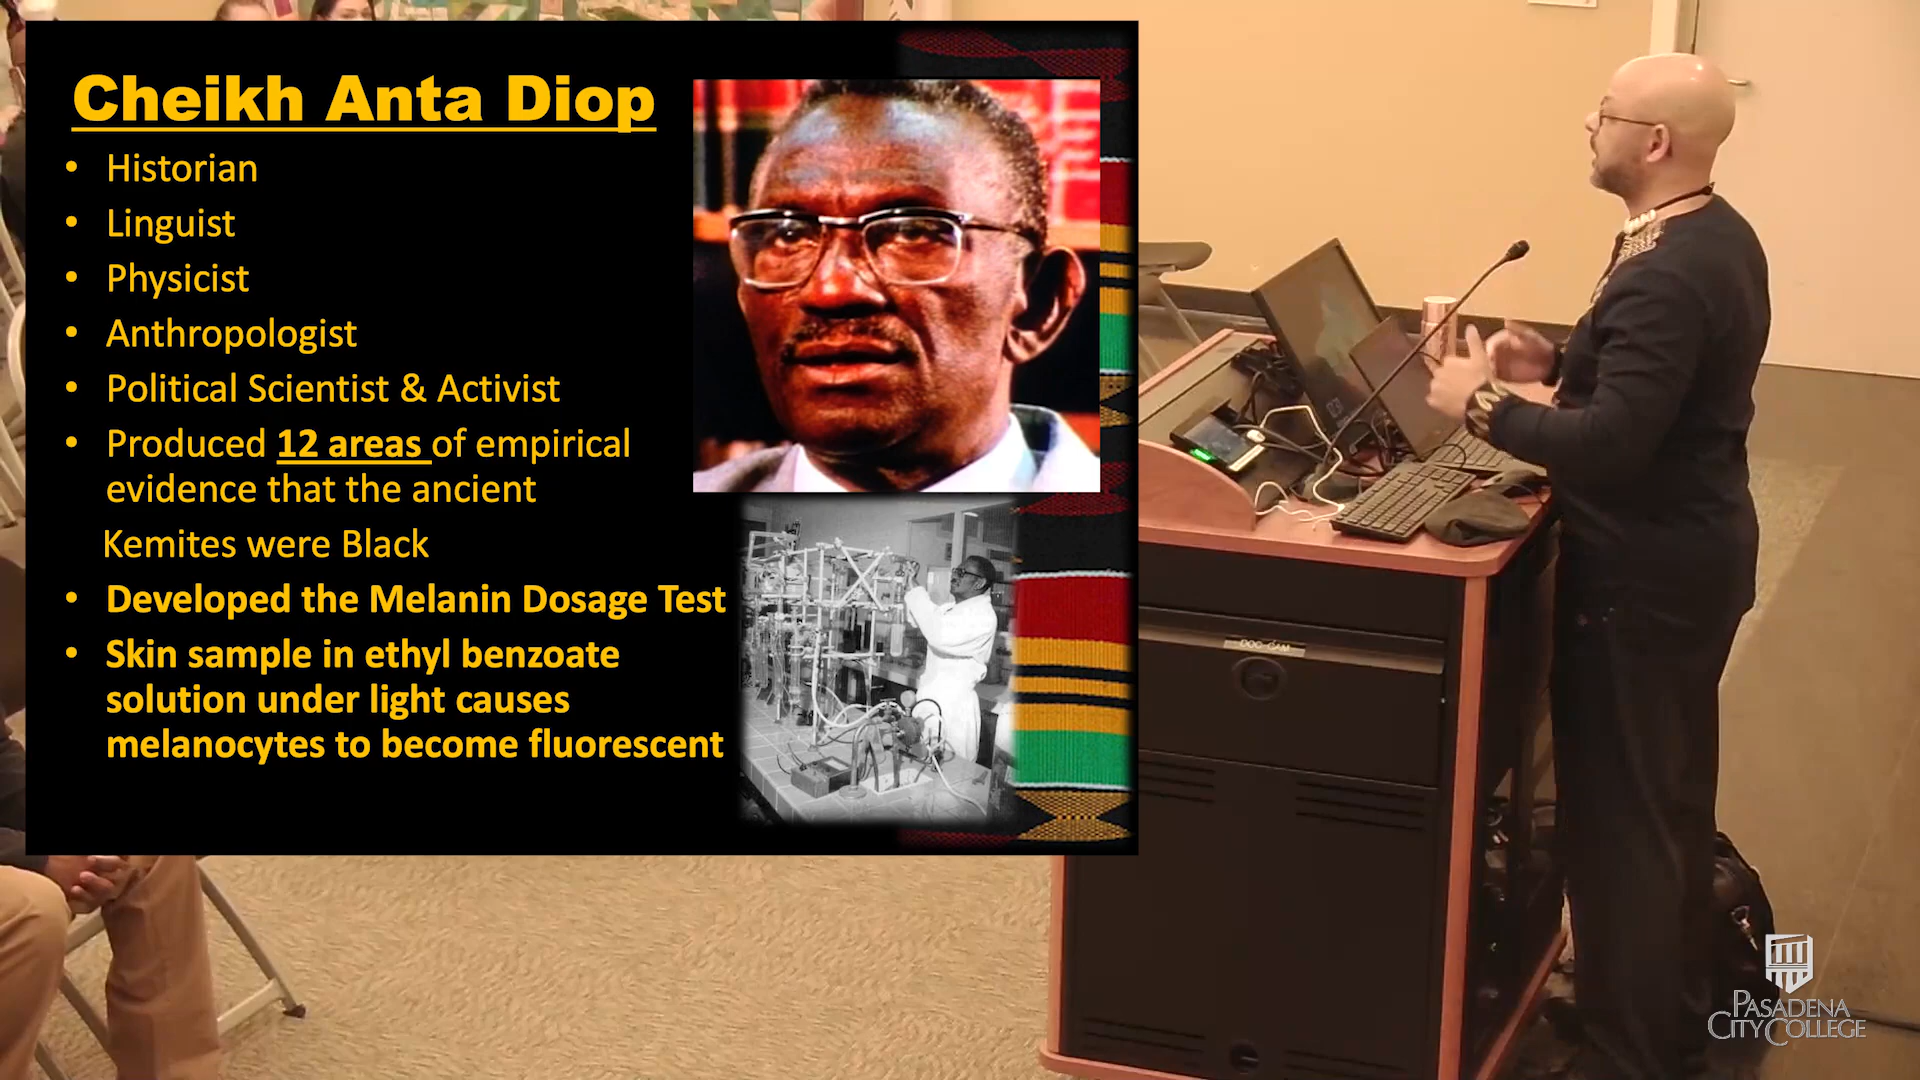 Cheikh Anta Diop
• Historian
• Linguist
• Physicist
• Anthropologist
• Political Scientist & Activist
• Produced 12 areas of empirical
evidence that the ancient
Kemites were Black
• Developed the Melanin Dosage Test
• Skin sample in ethyl benzoate
solution under light causes
melanocytes to become fluorescent
DOC-CAM
PASADENA
CITY COLLEGE